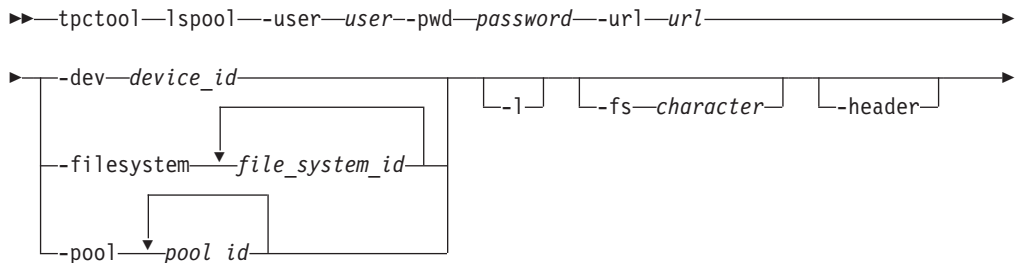 tpctool lspool -user user -pwd password -url url
-dev device_id -l -fs character -header
-filesystem file_system_id
-pool pool id